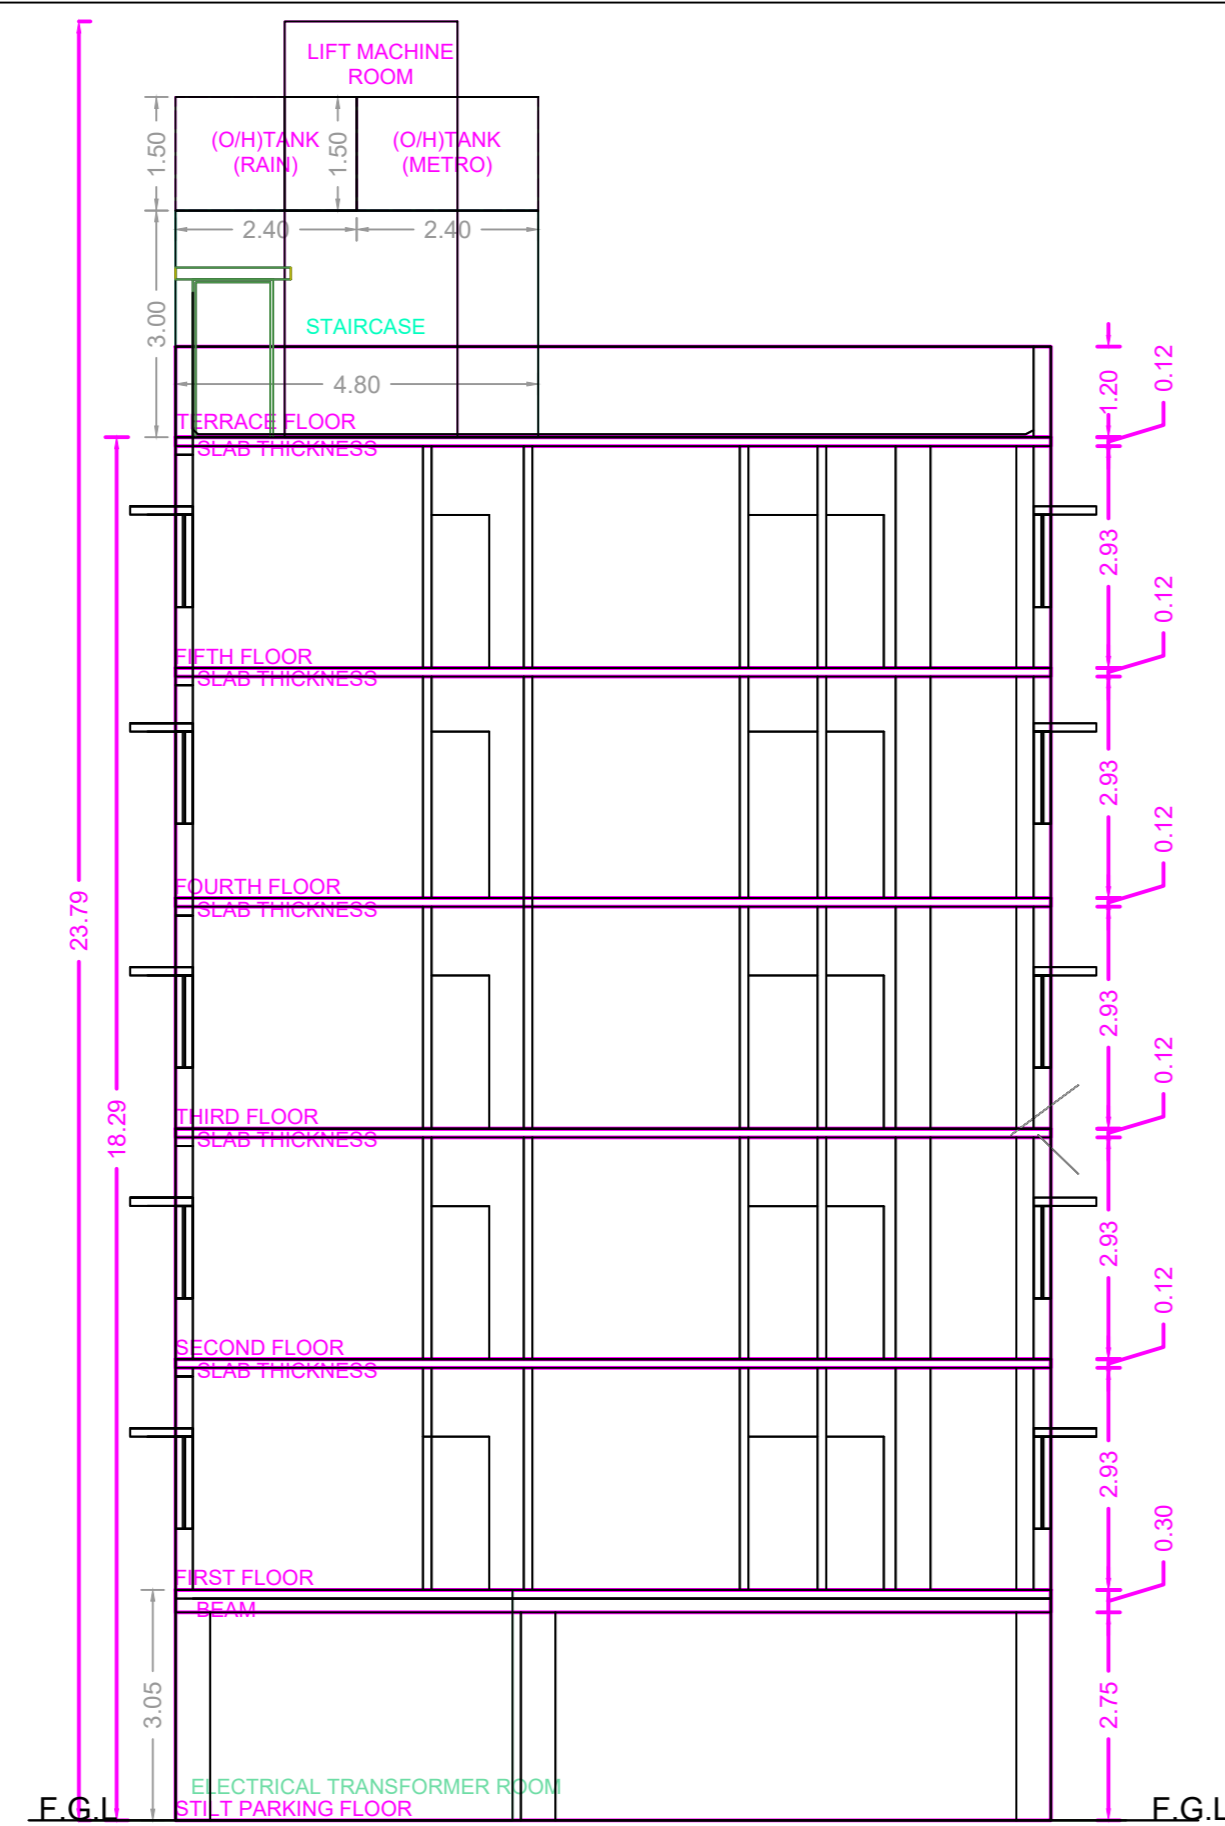 LIFT MACHINE
ROOM
(O/H)TANK
(RAIN)
(O/H)TANK
(METRO)
1.50
1.50
2.40
2.40
3.00
STAIRCASE
4.80
1.20
0.12
TERRACE FLOOR
SLAB THICKNESS
2.93
0.12
FIFTH FLOOR
SLAB THICKNESS
2.93
0.12
FOURTH FLOOR
SLAB THICKNESS
23.79
2.93
0.12
18.29
THIRD FLOOR
SLAB THICKNESS
2.93
0.12
SECOND FLOOR
SLAB THICKNESS
2.93
0.30
FIRST FLOOR
BEAM
3.05
2.75
ELECTRICAL TRANSFORMER ROOM
STILT PARKING FLOOR
F.G.L
F.G.L